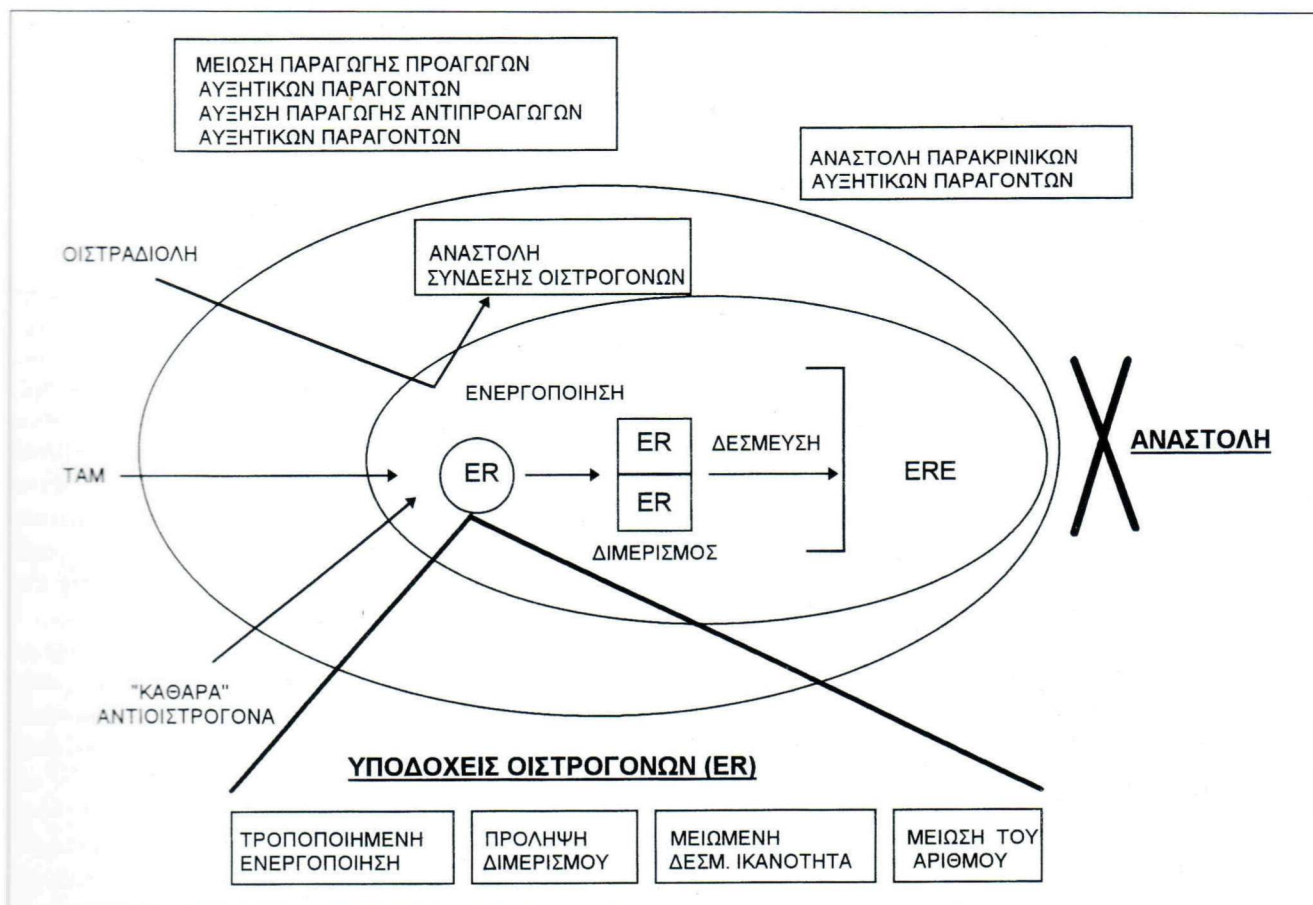 ΜΕΙΩΣΗ ΠΑΡΑΓΩΓΗΣ ΠΡΟΑΓΩΓΩΝ
ΑΥΞΗΤΙΚΩΝ ΠΑΡΑΓΟΝΤΩΝ
ΑΥΞΗΣΗ ΠΑΡΑΓΩΓΗΣ ΑΝΤΙΠΡΟΑΓΩΓΩΝ
ΑΥΞΗΤΙΚΩΝ ΠΑΡΑΓΟΝΤΩΝ
ΑΝΑΣΤΟΛΗ ΠΑΡΑΚΡΙΝΙΚΩΝ
ΑΥΞΗΤΙΚΩΝ ΠΑΡΑΓΟΝΤΩΝ
ΟΙΣΤΡΑΔΙΟΛΗ
ΑΝΑΣΤΟΛΗ
ΣΥΝΔΕΣΗΣ ΟΙΣΤΡΟΓΟΝΩΝ
ΕΝΕΡΓΟΠΟΙΗΣΗ
ΤΑΜ
ER
ER
ER
ΔΕΣΜΕΥΣΗ
ERE
ΑΝΑΣΤΟΛΗ
ΔΙΜΕΡΙΣΜΟΣ
"ΚΑΘΑΡΑ"
ΑΝΤΙΟΙΣΤΡΟΓΟΝΑ
ΥΠΟΔΟΧΕΙΣ ΟΙΣΤΡΟΓΟΝΩΝ (ER)
ΤΡΟΠΟΠΟΙΗΜΕΝΗ
ΕΝΕΡΓΟΠΟΙΗΣΗ
ΠΡΟΛΗΨΗ
ΔΙΜΕΡΙΣΜΟΥ
ΜΕΙΩΜΕΝΗ
ΔΕΣΜ. ΙΚΑΝΟΤΗΤΑ
ΜΕΙΩΣΗ ΤΟΥ
ΑΡΙΘΜΟΥ